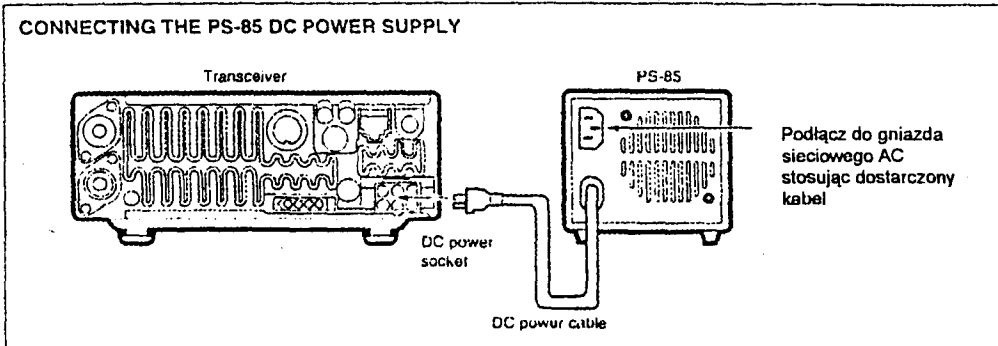 CONNECTING THE PS-85 DC POWER SUPPLY
Transceiver
PS-85
Podłącz do gniazda
sieciowego AC
stosując dostarczony
kabel
DC power
socket
DC power cable